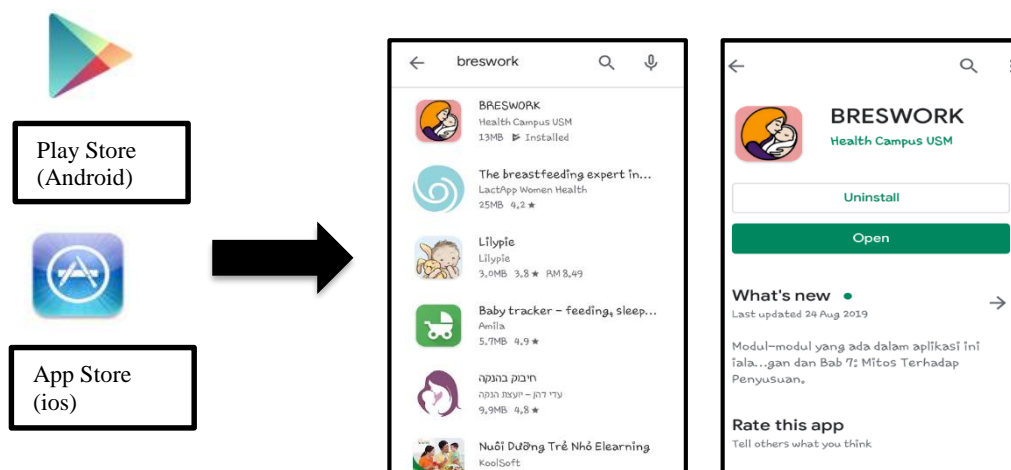 Play Store
(Android)
App Store
(ios)
breswork
BRESWORK
Health Campus USM
13MB Installed
The breastfeeding expert in...
LactApp Women Health
25MB 4,2 ★
Lilypie
Lilypie
3,0MB 3,8 ★ RM 8,49
Baby tracker – feeding, sleep...
Amila
5,7MB 4,9 ★
חיבוק בהנקה
עדי דהן – יועצת הנקה
9,9MB 4,8 ★
Nuôi Dưỡng Trẻ Nhỏ Elearning
KoolSoft
BRESWORK
Health Campus USM
Uninstall
Open
What's new
Last updated 24 Aug 2019
Modul-modul yang ada dalam aplikasi ini
iala...gan dan Bab 7: Mitos Terhadap
Penyusuan.
Rate this app
Tell others what you think